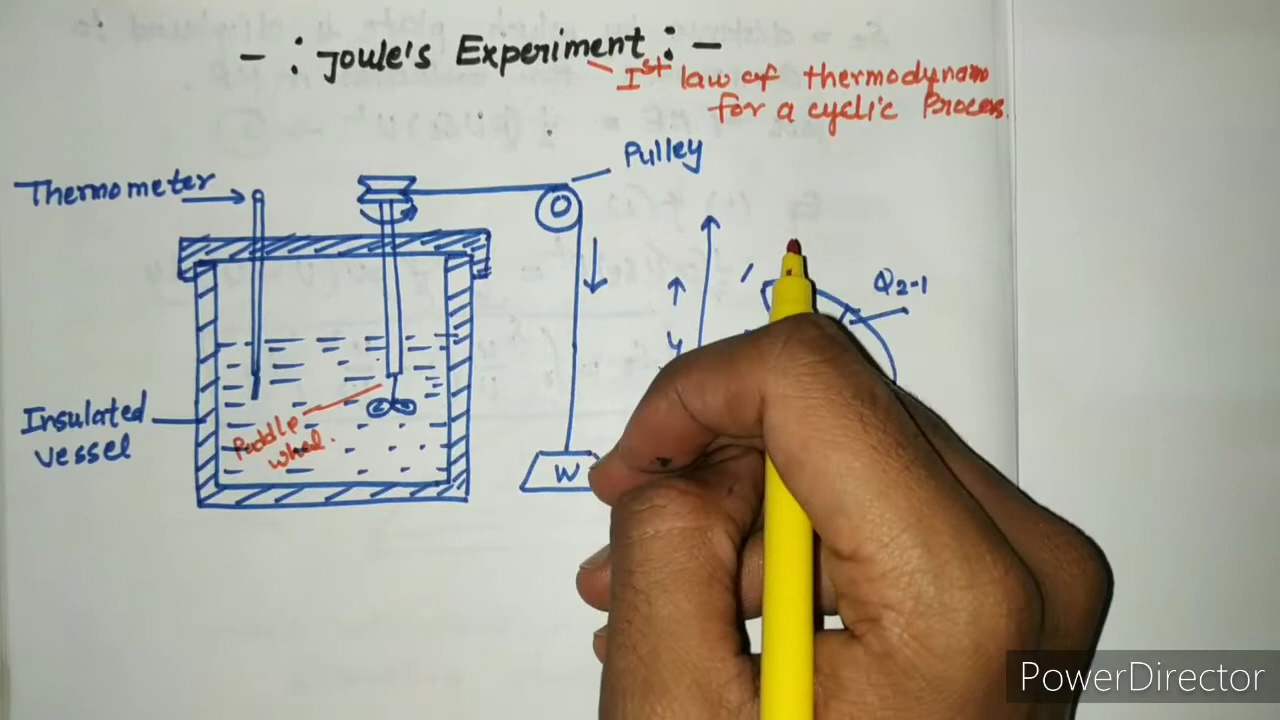 - : Joule's Experiment : -
Ist law of thermodynam
for a cyclic Process.
Pulley
Thermometer
Q2-1
Insulated
vessel
Paddle
wheel.
W
PowerDirector